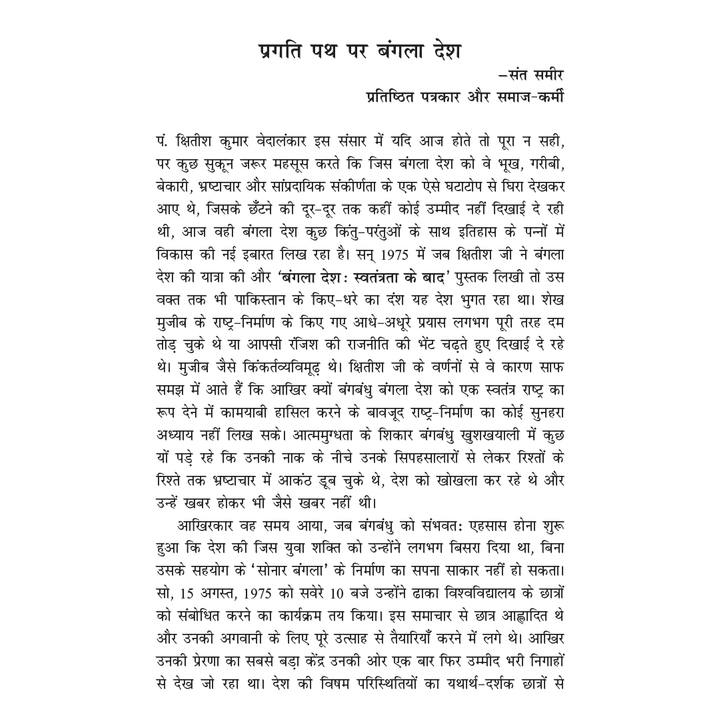 प्रगति पथ पर बंगला देश
–संत समीर
प्रतिष्ठित पत्रकार और समाज-कर्मी
पं. क्षितीश कुमार वेदालंकार इस संसार में यदि आज होते तो पूरा न सही,
पर कुछ सुकून जरूर महसूस करते कि जिस बंगला देश को वे भूख, गरीबी,
बेकारी, भ्रष्टाचार और सांप्रदायिक संकीर्णता के एक ऐसे घटाटोप से घिरा देखकर
आए थे, जिसके छँटने की दूर-दूर तक कहीं कोई उम्मीद नहीं दिखाई दे रही
थी, आज वही बंगला देश कुछ किंतु-परंतुओं के साथ इतिहास के पन्नों में
विकास की नई इबारत लिख रहा है। सन् 1975 में जब क्षितीश जी ने बंगला
देश की यात्रा की और ‘बंगला देश: स्वतंत्रता के बाद’ पुस्तक लिखी तो उस
वक्त तक भी पाकिस्तान के किए-धरे का दंश यह देश भुगत रहा था। शेख
मुजीब के राष्ट्र-निर्माण के किए गए आधे-अधूरे प्रयास लगभग पूरी तरह दम
तोड़ चुके थे या आपसी रंजिश की राजनीति की भेंट चढ़ते हुए दिखाई दे रहे
थे। मुजीब जैसे किंकर्तव्यविमूढ़ थे। क्षितीश जी के वर्णनों से वे कारण साफ
समझ में आते हैं कि आखिर क्यों बंगबंधु बंगला देश को एक स्वतंत्र राष्ट्र का
रूप देने में कामयाबी हासिल करने के बावजूद राष्ट्र-निर्माण का कोई सुनहरा
अध्याय नहीं लिख सके। आत्ममुग्धता के शिकार बंगबंधु खुशखयाली में कुछ
यों पड़े रहे कि उनकी नाक के नीचे उनके सिपहसालारों से लेकर रिश्तों के
रिश्ते तक भ्रष्टाचार में आकंठ डूब चुके थे, देश को खोखला कर रहे थे और
उन्हें खबर होकर भी जैसे खबर नहीं थी।
आखिरकार वह समय आया, जब बंगबंधु को संभवत: एहसास होना शुरू
हुआ कि देश की जिस युवा शक्ति को उन्होंने लगभग बिसरा दिया था, बिना
उसके सहयोग के ‘सोनार बंगला’ के निर्माण का सपना साकार नहीं हो सकता।
सो, 15 अगस्त, 1975 को सवेरे 10 बजे उन्होंने ढाका विश्वविद्यालय के छात्रों
को संबोधित करने का कार्यक्रम तय किया। इस समाचार से छात्र आह्लादित थे
और उनकी अगवानी के लिए पूरे उत्साह से तैयारियाँ करने में लगे थे। आखिर
उनकी प्रेरणा का सबसे बड़ा केंद्र उनकी ओर एक बार फिर उम्मीद भरी निगाहों
से देख जो रहा था। देश की विषम परिस्थितियों का यथार्थ-दर्शक छात्रों से